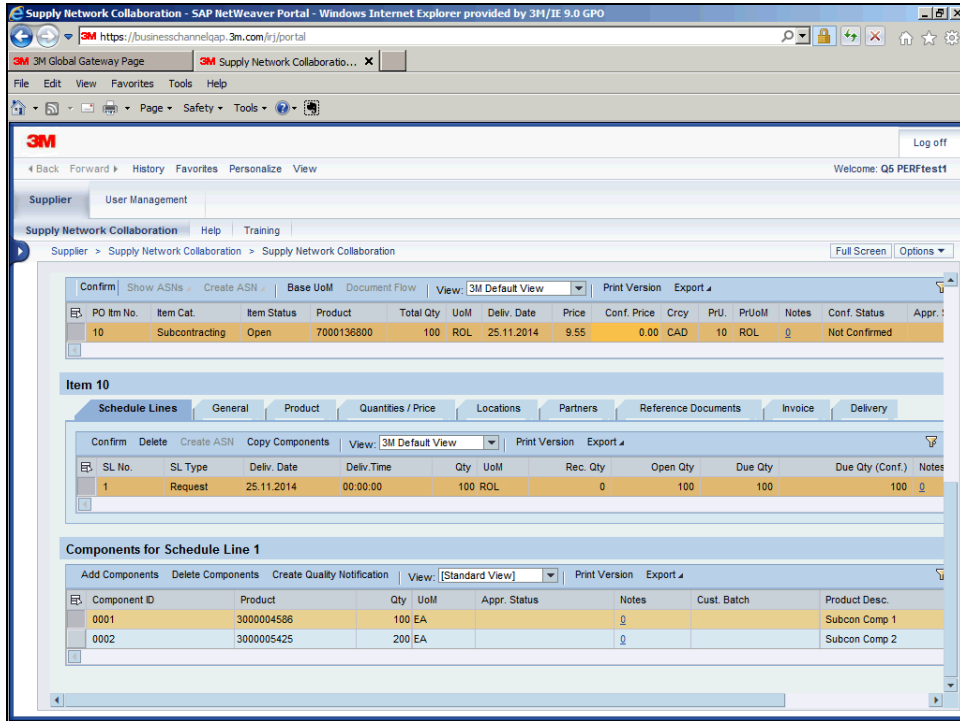 Supply Network Collaboration - SAP NetWeaver Portal - Windows Internet Explorer provided by 3M/IE 9.0 GPO
3M https://businesschannelqap.3m.com/irj/portal
3M 3M Global Gateway Page 3M Supply Network Collaboratio... X
File Edit View Favorites Tools Help
Page Safety Tools
3M Log off
Back Forward History Favorites Personalize View Welcome: Q5 PERFtest1
Supplier User Management
Supply Network Collaboration Help Training
Supplier > Supply Network Collaboration > Supply Network Collaboration Full Screen Options
Confirm Show ASNs Create ASN Base UoM Document Flow View: 3M Default View Print Version Export
PO Itm No. Item Cat. Item Status Product Total Qty UoM Deliv. Date Price Conf. Price Crcy PrU. PrUoM Notes Conf. Status Appr.
10 Subcontracting Open 7000136800 100 ROL 25.11.2014 9.55 0.00 CAD 10 ROL 0 Not Confirmed
Item 10
Schedule Lines General Product Quantities / Price Locations Partners Reference Documents Invoice Delivery
Confirm Delete Create ASN Copy Components View: 3M Default View Print Version Export
SL No. SL Type Deliv. Date Deliv.Time Qty UoM Rec. Qty Open Qty Due Qty Due Qty (Conf.) Notes
1 Request 25.11.2014 00:00:00 100 ROL 0 100 100 100 0
Components for Schedule Line 1
Add Components Delete Components Create Quality Notification View: [Standard View] Print Version Export
Component ID Product Qty UoM Appr. Status Notes Cust. Batch Product Desc.
0001 3000004586 100 EA 0 Subcon Comp 1
0002 3000005425 200 EA 0 Subcon Comp 2